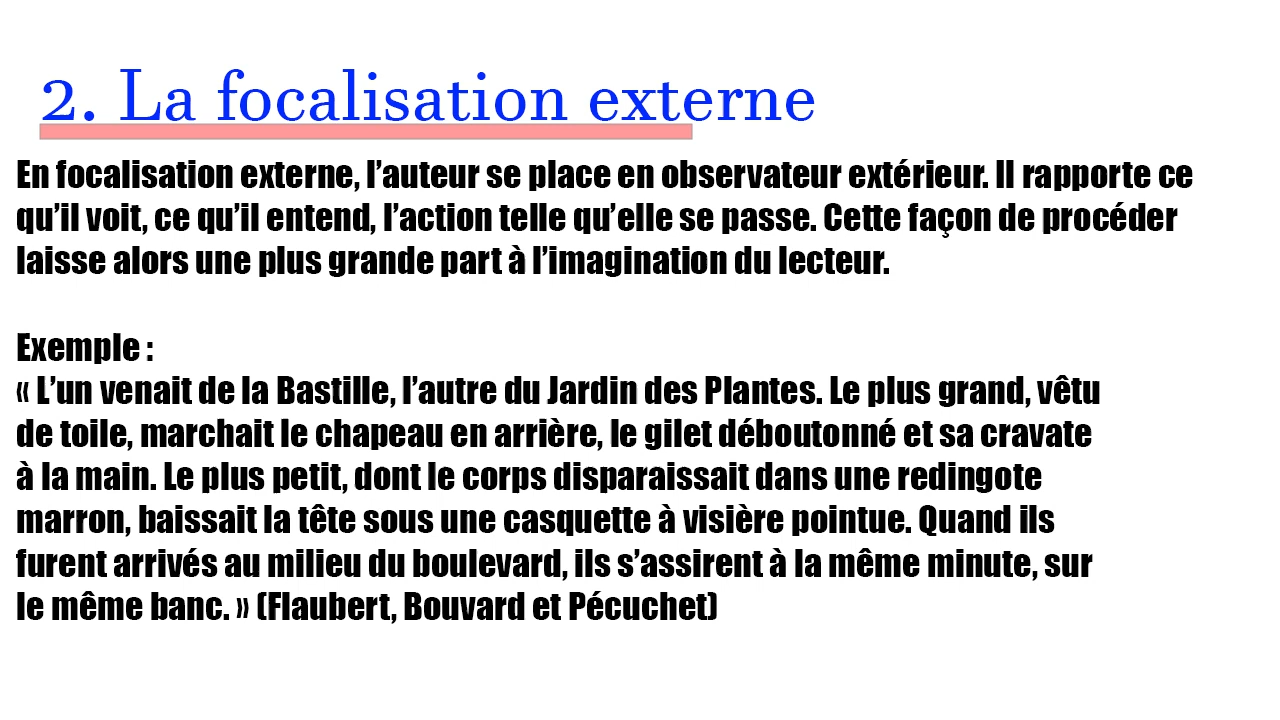 2. La focalisation externe
En focalisation externe, l’auteur se place en observateur extérieur. Il rapporte ce
qu’il voit, ce qu’il entend, l’action telle qu’elle se passe. Cette façon de procéder
laisse alors une plus grande part à l’imagination du lecteur.
Exemple :
« L’un venait de la Bastille, l’autre du Jardin des Plantes. Le plus grand, vêtu
de toile, marchait le chapeau en arrière, le gilet déboutonné et sa cravate
à la main. Le plus petit, dont le corps disparaissait dans une redingote
marron, baissait la tête sous une casquette à visière pointue. Quand ils
furent arrivés au milieu du boulevard, ils s’assirent à la même minute, sur
le même banc. » (Flaubert, Bouvard et Pécuchet)